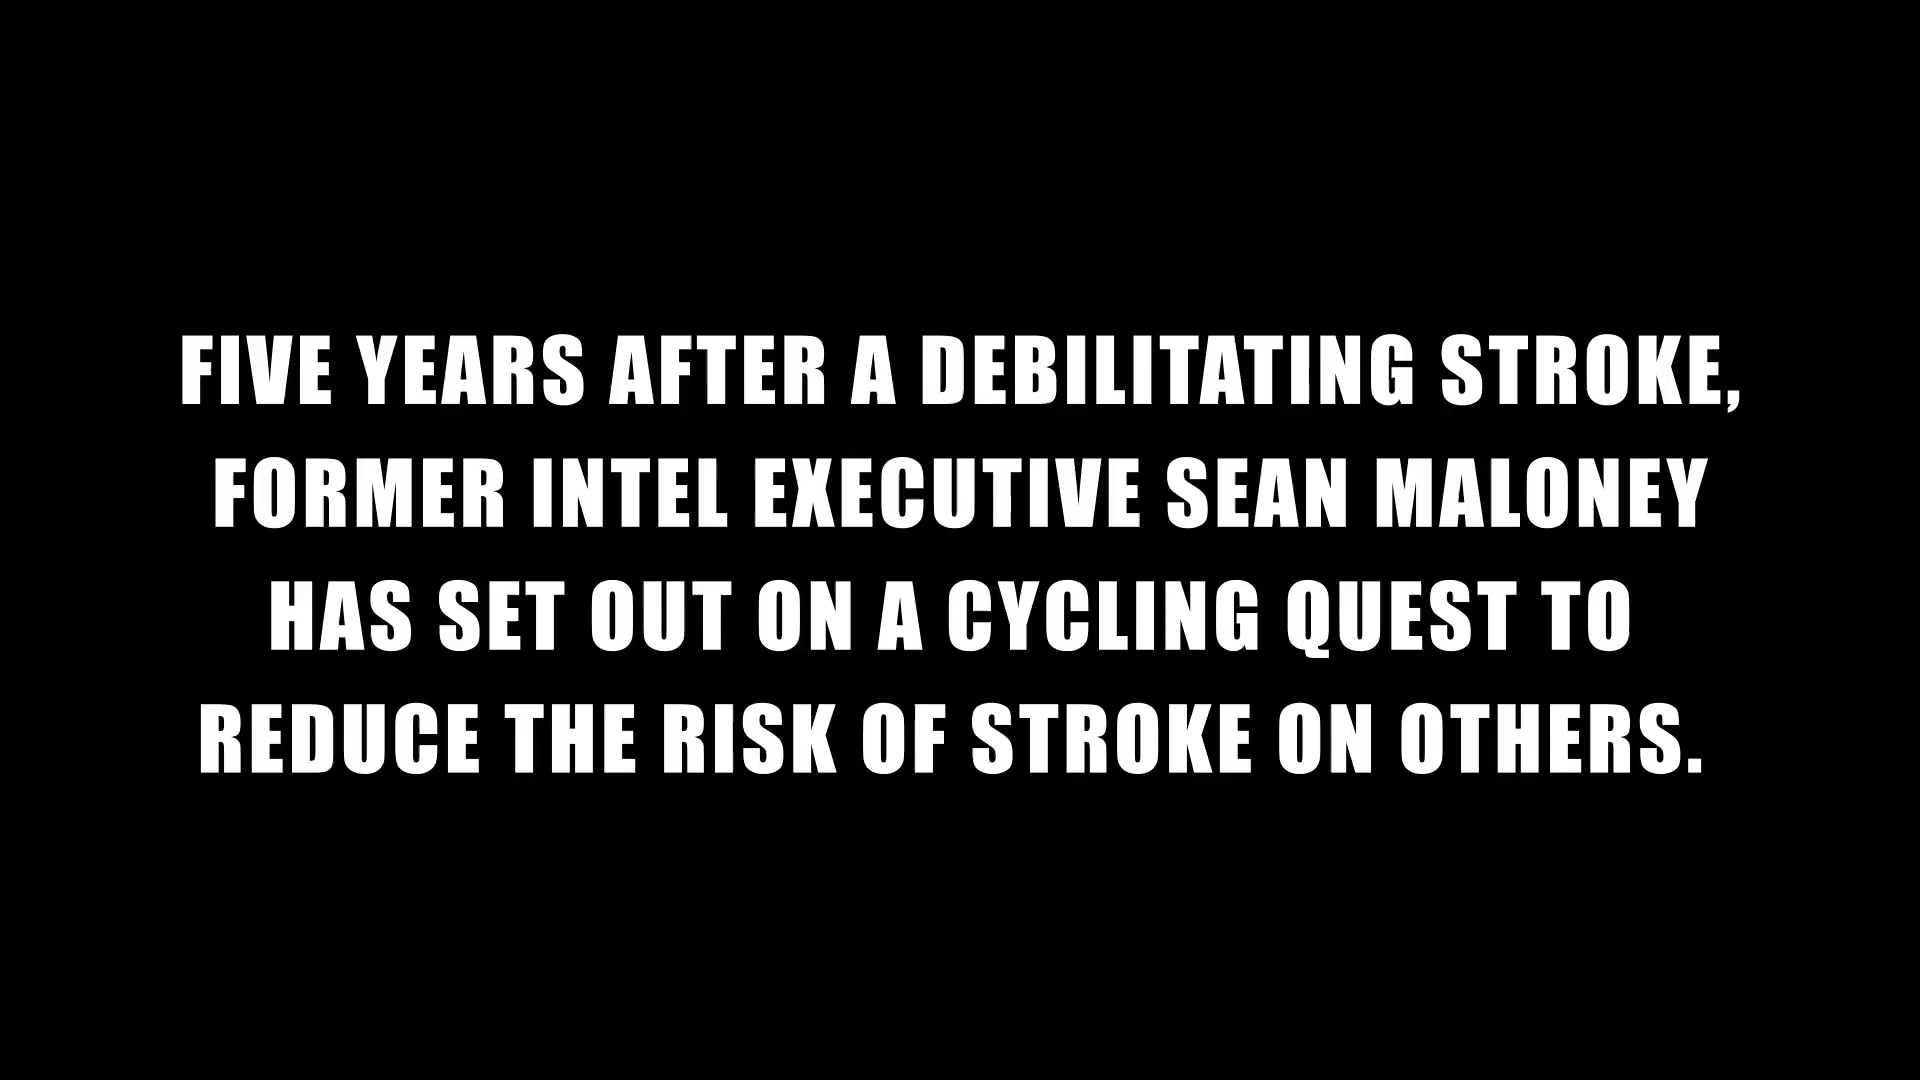 FIVE YEARS AFTER A DEBILITATING STROKE,
FORMER INTEL EXECUTIVE SEAN MALONEY
HAS SET OUT ON A CYCLING QUEST TO
REDUCE THE RISK OF STROKE ON OTHERS.